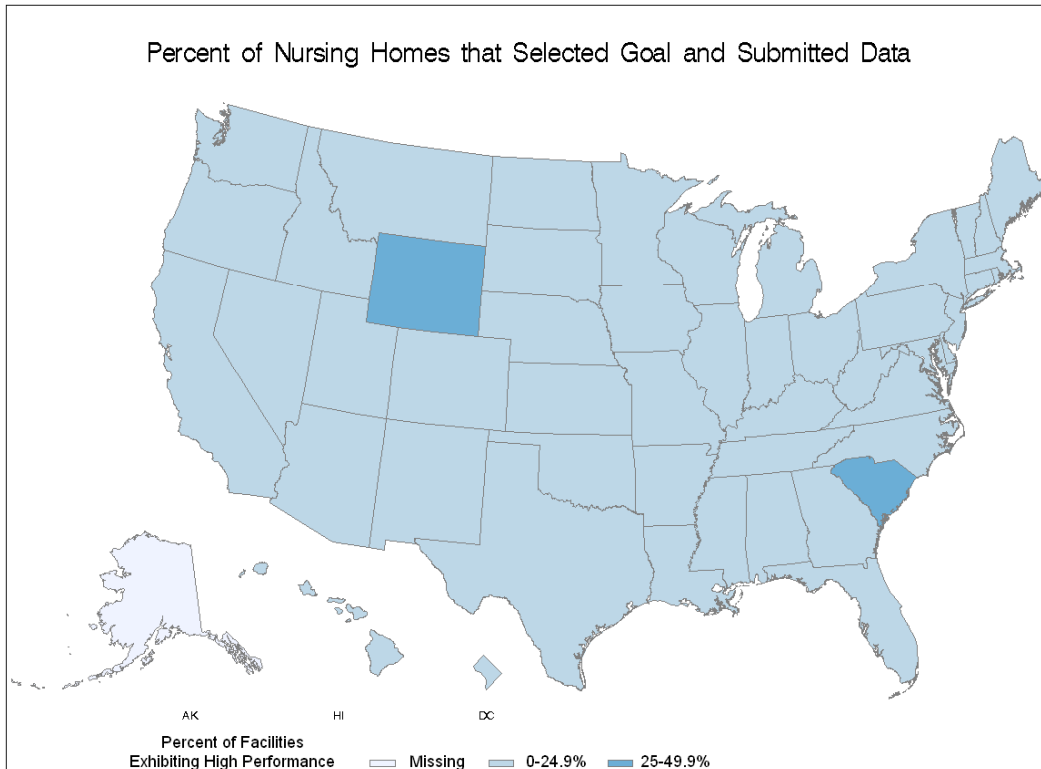 Percent of Nursing Homes that Selected Goal and Submitted Data
AK HI DC
Percent of Facilities
Exhibiting High Performance Missing 0-24.9% 25-49.9%